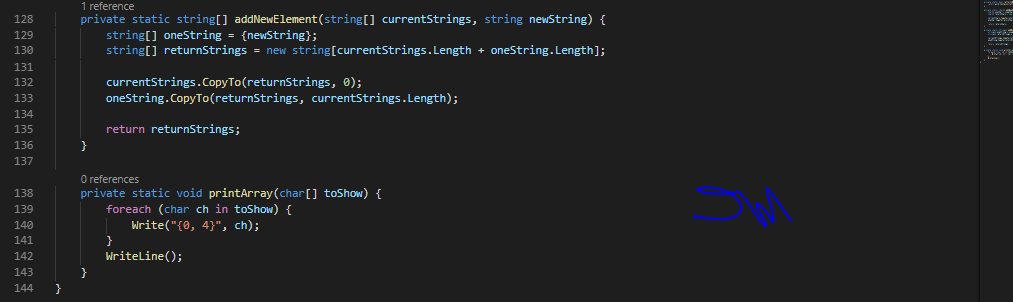 1 reference
128 private static string[] addNewElement(string[] currentStrings, string newString) {
129 string[] oneString = {newString};
130 string[] returnStrings = new string[currentStrings.Length + oneString.Length];
131
132 currentStrings.CopyTo(returnStrings, 0);
133 oneString.CopyTo(returnStrings, currentStrings.Length);
134
135 return returnStrings;
136 }
137
0 references
138 private static void printArray(char[] toShow) {
139 foreach (char ch in toShow) {
140 Write("{0, 4}", ch);
141 }
142 WriteLine();
143 }
144 }